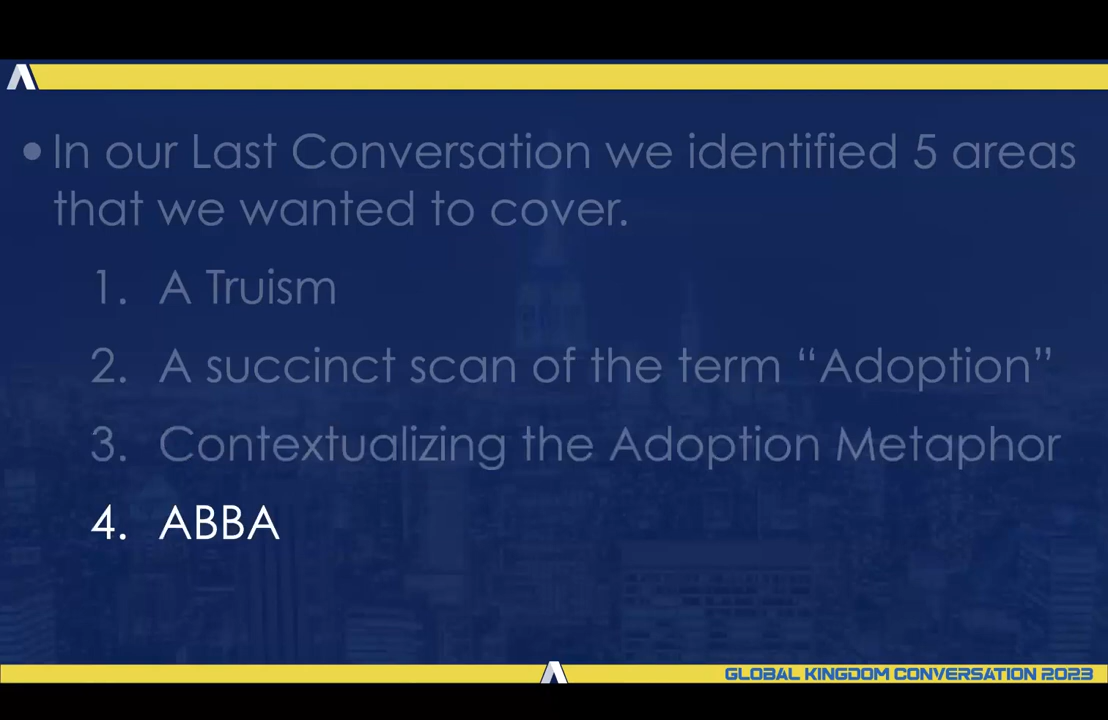 • In our Last Conversation we identified 5 areas
that we wanted to cover.
1. A Truism
2. A succinct scan of the term “Adoption”
3. Contextualizing the Adoption Metaphor
4. ABBA
GLOBAL KINGDOM CONVERSATION 2023